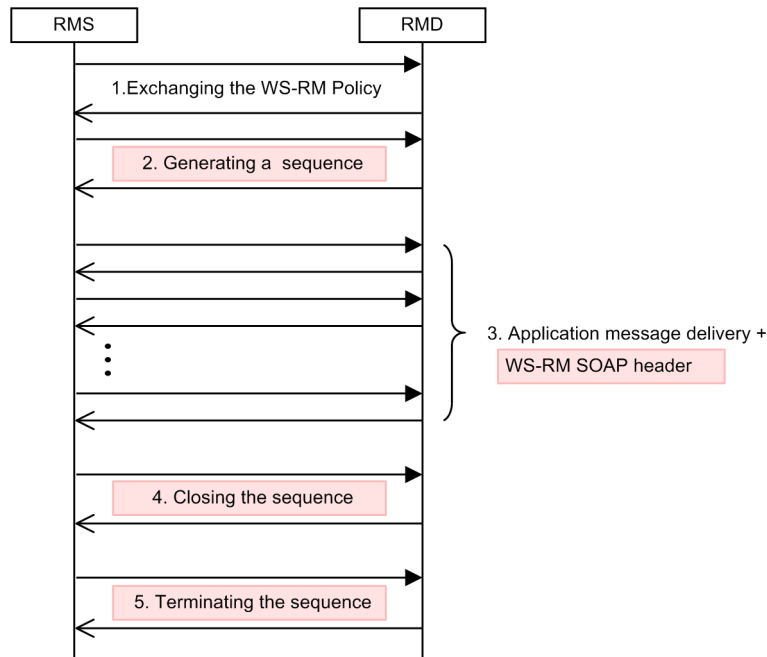 RMS
RMD
1.Exchanging the WS-RM Policy
2. Generating a sequence
3. Application message delivery +
WS-RM SOAP header
4. Closing the sequence
5. Terminating the sequence